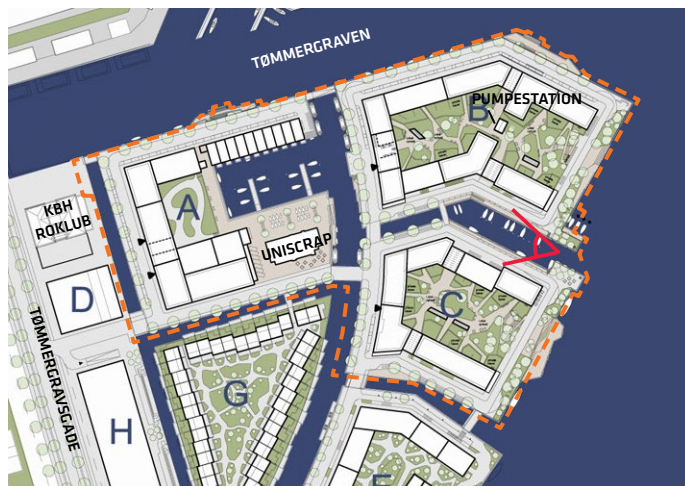 TØMMERGRAVEN
PUMPESTATION
B
KBH
ROKLUB
A
UNISCRAP
D
C
TØMMERGRAVSGADE
G
H